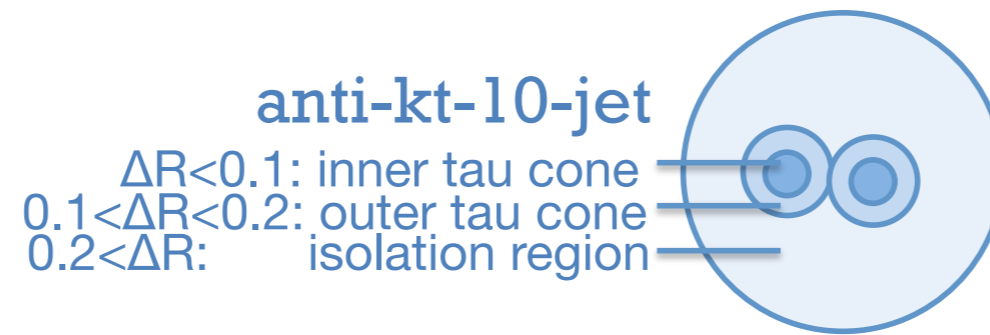 anti-kt-10-jet
ΔR<0.1: inner tau cone
0.1<ΔR<0.2: outer tau cone
0.2<ΔR: isolation region